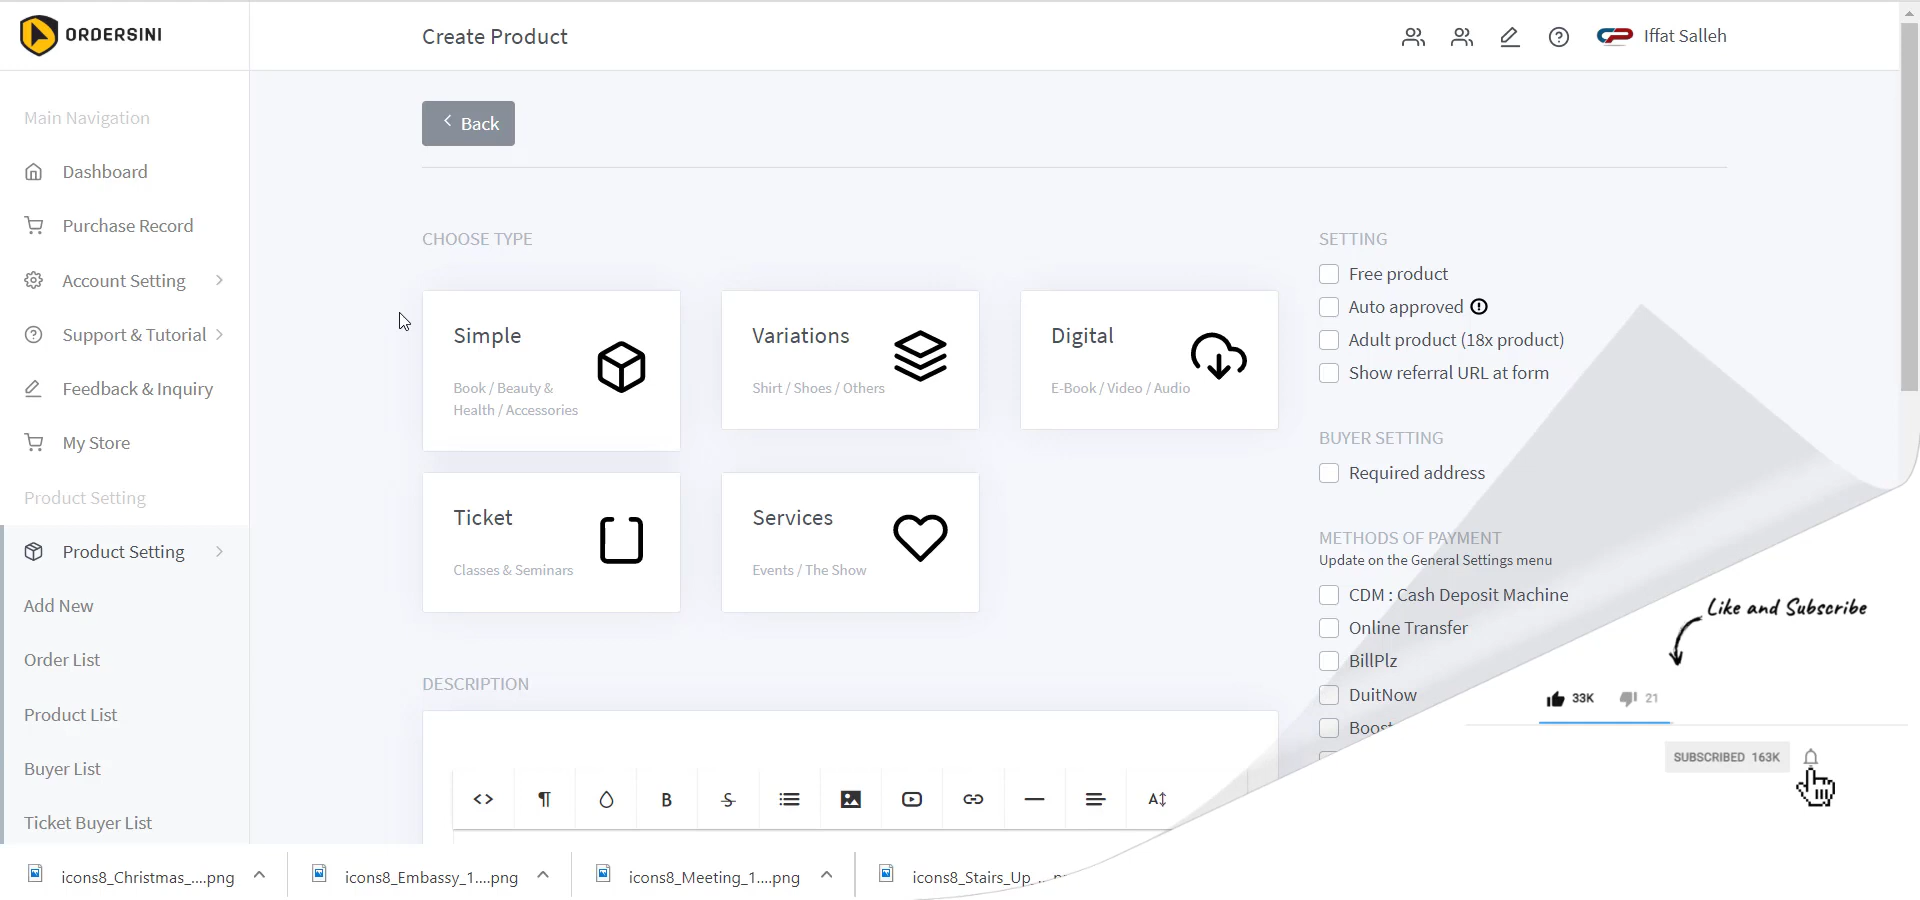 ORDERSINI
Create Product
Iffat Salleh
Main Navigation
Dashboard
Purchase Record
Account Setting
Support & Tutorial
Feedback & Inquiry
My Store
Product Setting
Product Setting
Add New
Order List
Product List
Buyer List
Ticket Buyer List
Back
CHOOSE TYPE
Simple
Book / Beauty &
Health / Accessories
Variations
Shirt / Shoes / Others
Digital
E-Book / Video / Audio
Ticket
Classes & Seminars
Services
Events / The Show
DESCRIPTION
B
S
A
SETTING
Free product
Auto approved
Adult product (18x product)
Show referral URL at form
BUYER SETTING
Required address
METHODS OF PAYMENT
Update on the General Settings menu
CDM : Cash Deposit Machine
Online Transfer
BillPlz
DuitNow
Boost
Like and Subscribe
33K
21
SUBSCRIBED 163K
icons8_Christmas_....png
icons8_Embassy_1....png
icons8_Meeting_1....png
icons8_Stairs_Up_...